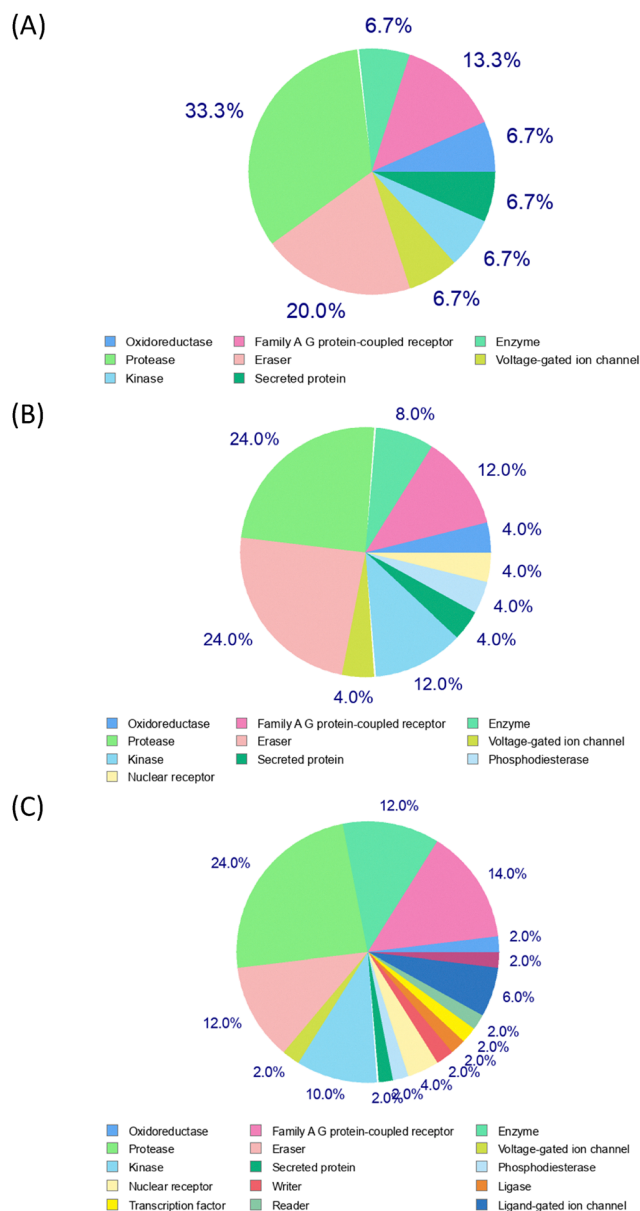 (A)
6.7%
13.3%
33.3%
6.7%
6.7%
6.7%
6.7%
20.0%
Oxidoreductase Family A G protein-coupled receptor Enzyme
Protease Eraser Voltage-gated ion channel
Kinase Secreted protein
(B)
8.0%
24.0%
12.0%
4.0%
4.0%
4.0%
4.0%
24.0%
12.0%
4.0%
Oxidoreductase Family A G protein-coupled receptor Enzyme
Protease Eraser Voltage-gated ion channel
Kinase Secreted protein Phosphodiesterase
Nuclear receptor
(C)
12.0%
24.0%
14.0%
2.0%
2.0%
6.0%
2.0%
2.0%
2.0%
2.0%
4.0%
2.0%
2.0%
10.0%
2.0%
12.0%
Oxidoreductase Family A G protein-coupled receptor Enzyme
Protease Eraser Voltage-gated ion channel
Kinase Secreted protein Phosphodiesterase
Nuclear receptor Writer Ligase
Transcription factor Reader Ligand-gated ion channel